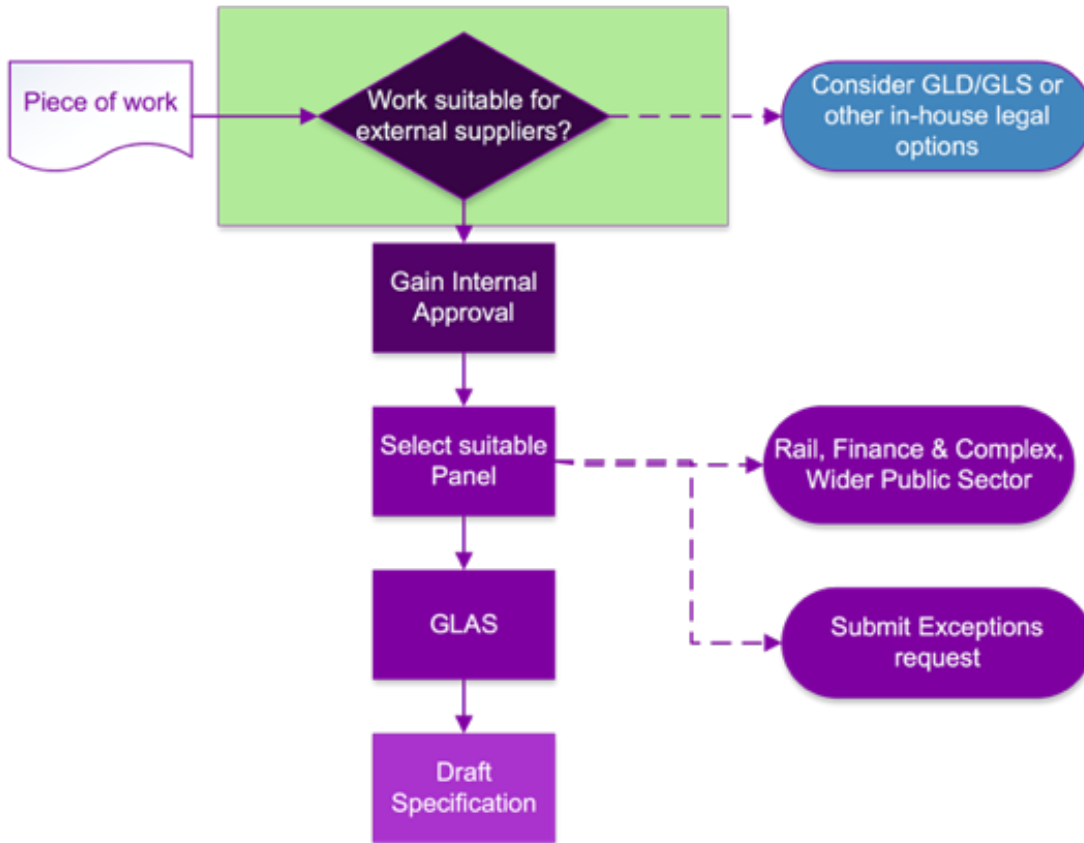 Piece of work
Work suitable for
external suppliers?
Consider GLD/GLS or
other in-house legal
options
Gain Internal
Approval
Select suitable
Panel
Rail, Finance & Complex,
Wider Public Sector
GLAS
Submit Exceptions
request
Draft
Specification